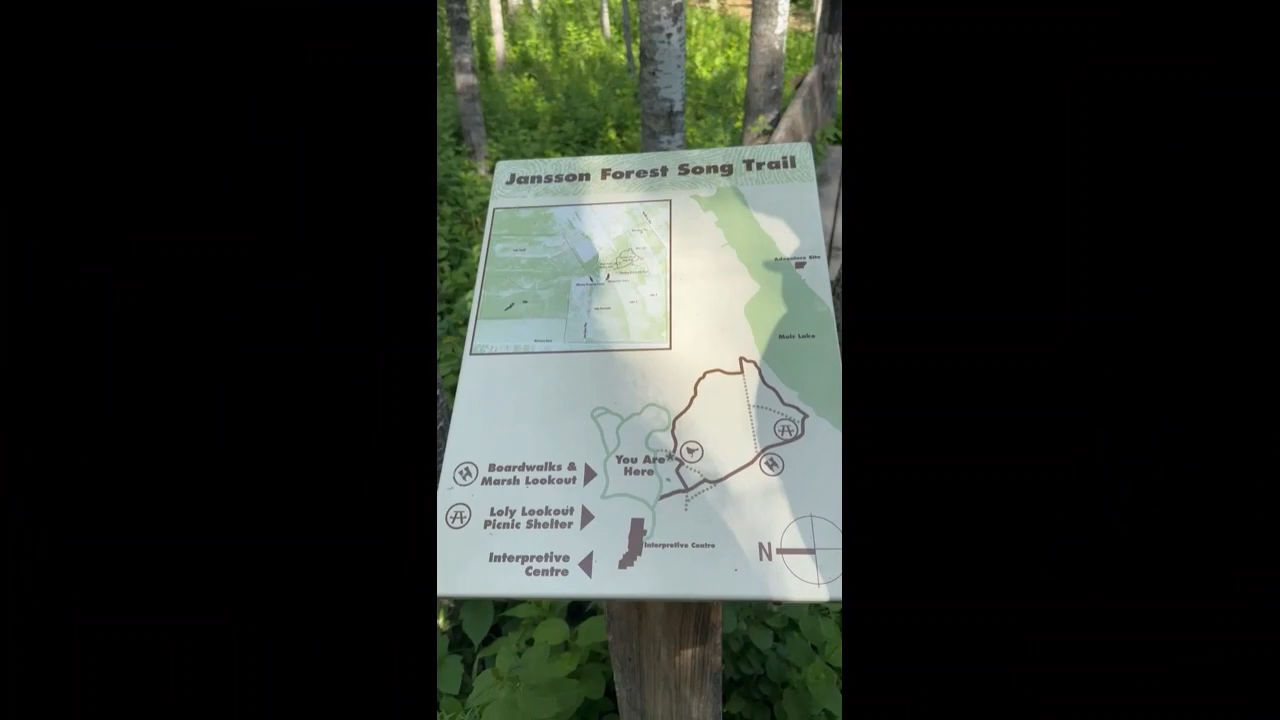 Jansson Forest Song Trail
Adventure Site
Muir Lake
You Are
Here
Boardwalks &
Marsh Lookout
Loly Lookout
Picnic Shelter
Interpretive Centre
Interpretive
Centre
N